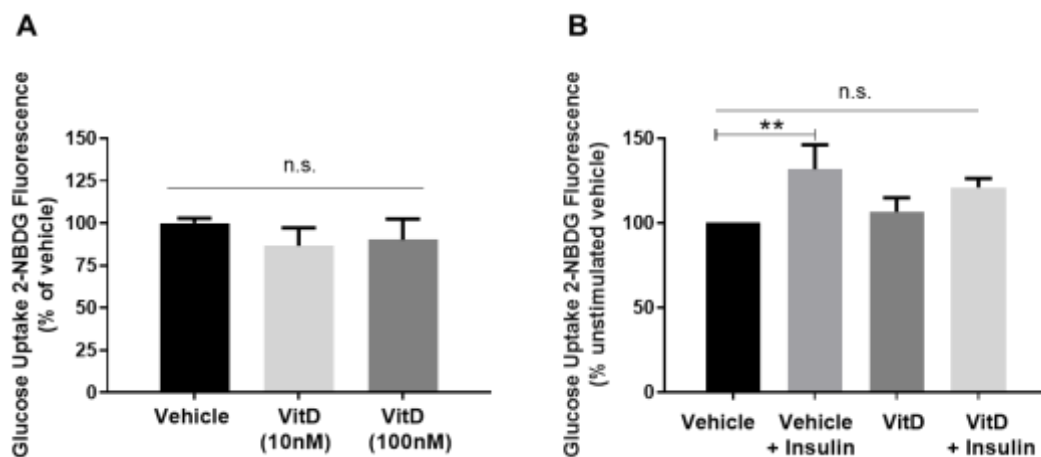 A
Glucose Uptake 2-NBDG Fluorescence
(% of vehicle)
150
125
100
75
50
25
0
n.s.
Vehicle
VitD
(10nM)
VitD
(100nM)
B
Glucose Uptake 2-NBDG Fluorescence
(% unstimulated vehicle)
150
100
50
0
n.s.
**
Vehicle
Vehicle
+ Insulin
VitD
VitD
+ Insulin